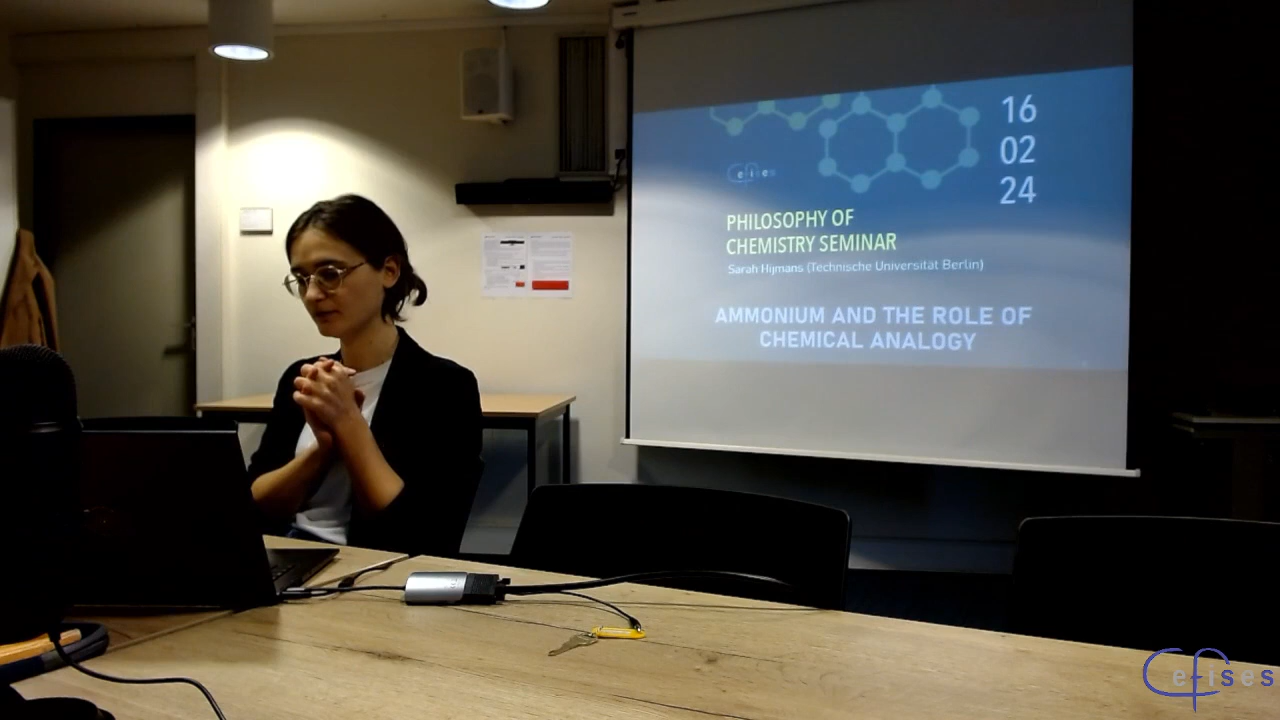 16
02
24
Cefises
PHILOSOPHY OF
CHEMISTRY SEMINAR
Sarah Hijmans (Technische Universität Berlin)
AMMONIUM AND THE ROLE OF
CHEMICAL ANALOGY
Cefises